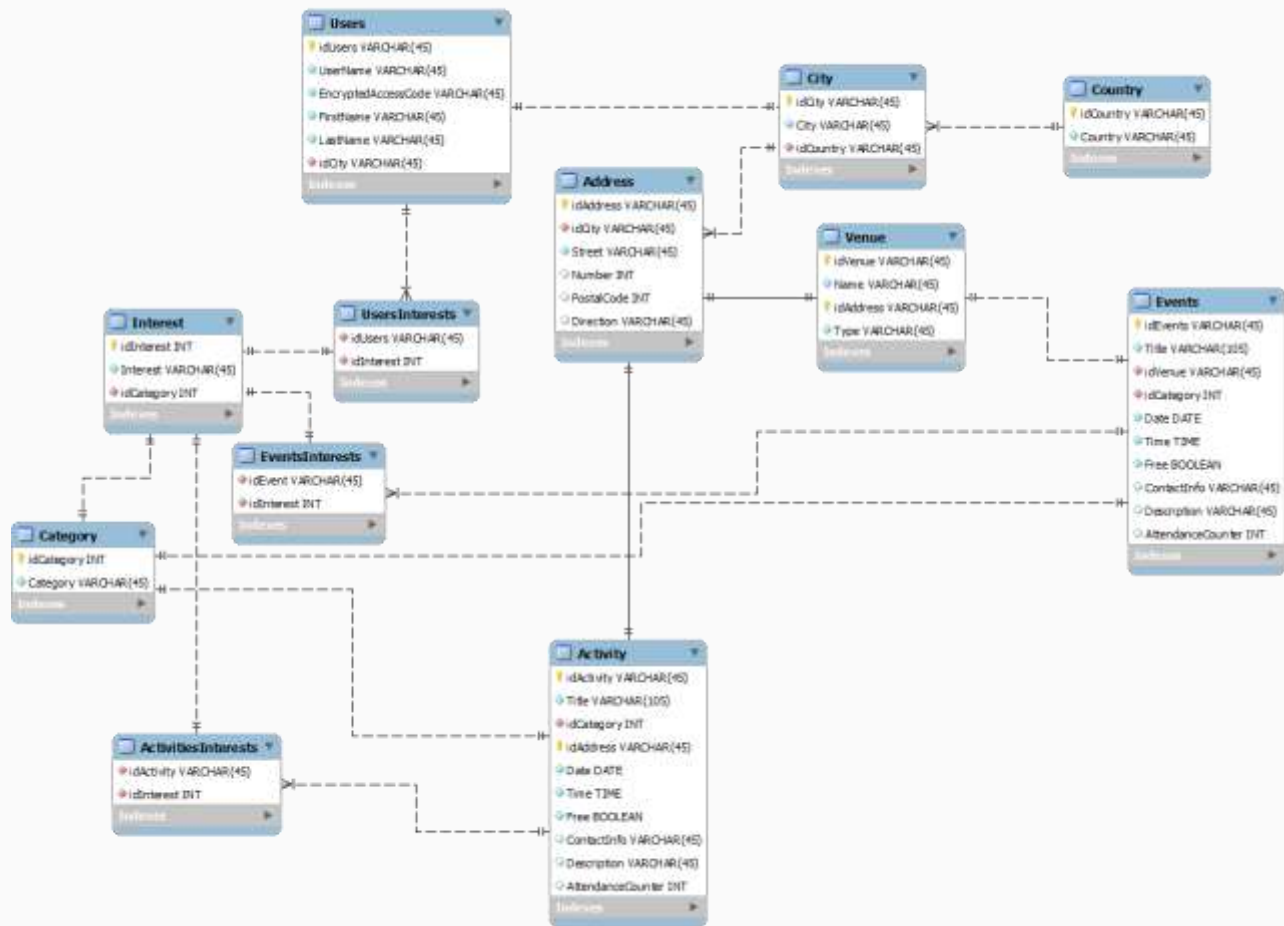 Users
idUsers VARCHAR(45)
UserName VARCHAR(45)
EncryptedAccessCode VARCHAR(45)
FirstName VARCHAR(45)
LastName VARCHAR(45)
idCity VARCHAR(45)
Indexes
City
idCity VARCHAR(45)
City VARCHAR(45)
idCountry VARCHAR(45)
Indexes
Country
idCountry VARCHAR(45)
Country VARCHAR(45)
Indexes
Address
idAddress VARCHAR(45)
idCity VARCHAR(45)
Street VARCHAR(45)
Number INT
PostalCode INT
Direction VARCHAR(45)
Indexes
Venue
idVenue VARCHAR(45)
Name VARCHAR(45)
idAddress VARCHAR(45)
Type VARCHAR(45)
Indexes
Events
idEvents VARCHAR(45)
Title VARCHAR(105)
idVenue VARCHAR(45)
idCategory INT
Date DATE
Time TIME
Free BOOLEAN
ContactInfo VARCHAR(45)
Description VARCHAR(45)
AttendanceCounter INT
Indexes
Interest
idInterest INT
Interest VARCHAR(45)
idCategory INT
Indexes
UsersInterests
idUsers VARCHAR(45)
idInterest INT
Indexes
EventsInterests
idEvent VARCHAR(45)
idInterest INT
Indexes
Category
idCategory INT
Category VARCHAR(45)
Indexes
Activity
idActivity VARCHAR(45)
Title VARCHAR(105)
idCategory INT
idAddress VARCHAR(45)
Date DATE
Time TIME
Free BOOLEAN
ContactInfo VARCHAR(45)
Description VARCHAR(45)
AttendanceCounter INT
Indexes
ActivitiesInterests
idActivity VARCHAR(45)
idInterest INT
Indexes